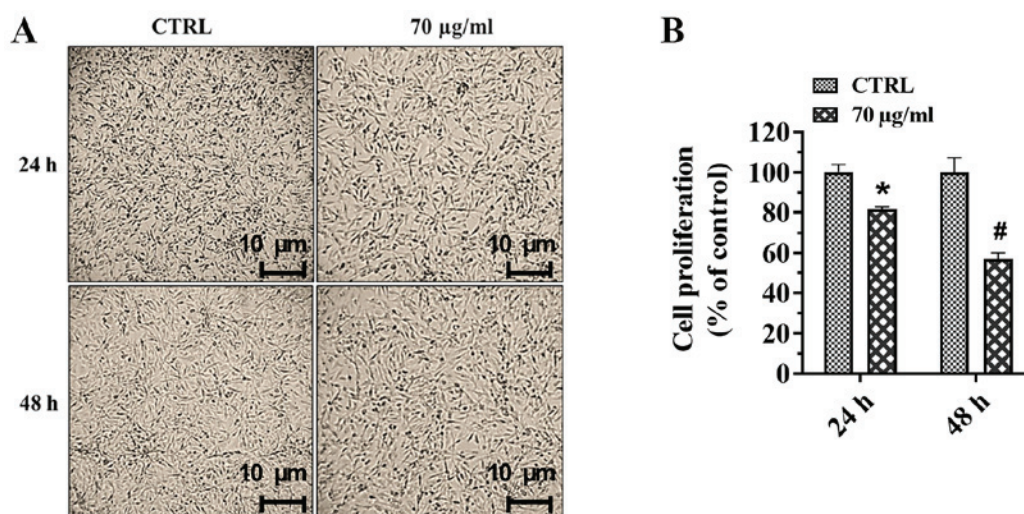 A
CTRL
70 µg/ml
24 h
10 µm
10 µm
48 h
10 µm
10 µm
B
CTRL
70 µg/ml
Cell proliferation
(% of control)
120
100
80
60
40
20
0
*
#
24 h
48 h